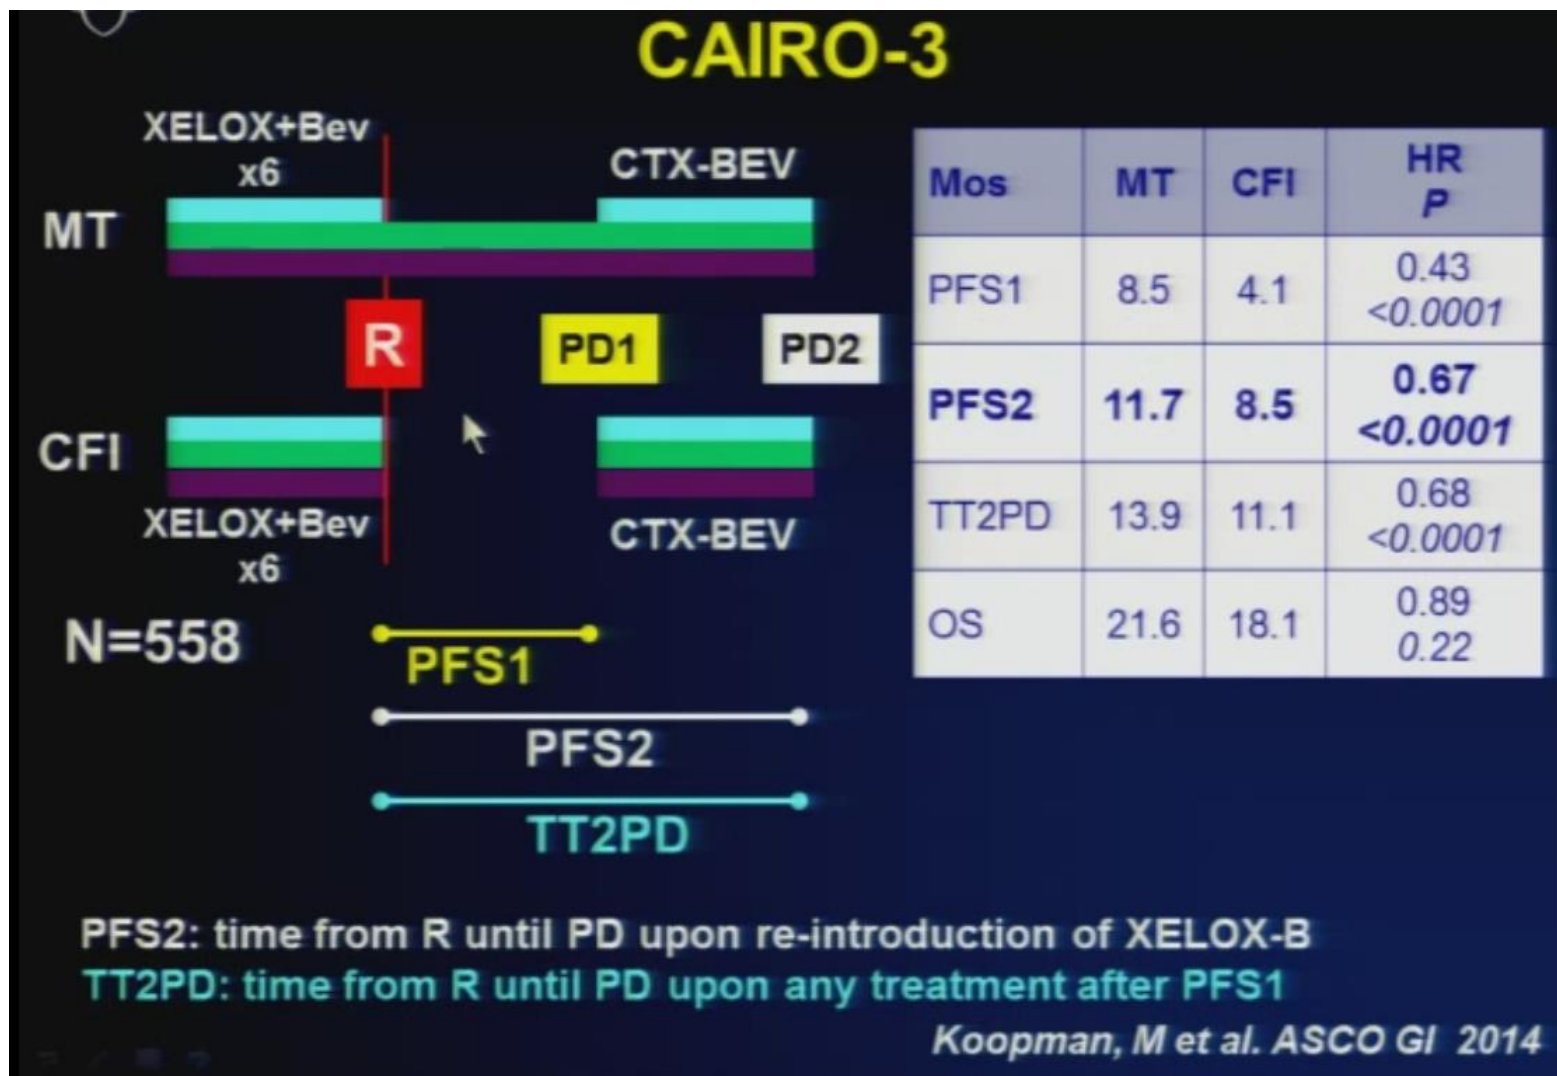 CAIRO-3
XELOX+Bev
x6
CTX-BEV
MT
R
PD1
PD2
CFI
XELOX+Bev
x6
CTX-BEV
N=558
PFS1
PFS2
TT2PD
Mos MT CFI HR
P
PFS1 8.5 4.1 0.43
<0.0001
PFS2 11.7 8.5 0.67
<0.0001
TT2PD 13.9 11.1 0.68
<0.0001
OS 21.6 18.1 0.89
0.22
PFS2: time from R until PD upon re-introduction of XELOX-B
TT2PD: time from R until PD upon any treatment after PFS1
Koopman, M et al. ASCO GI 2014